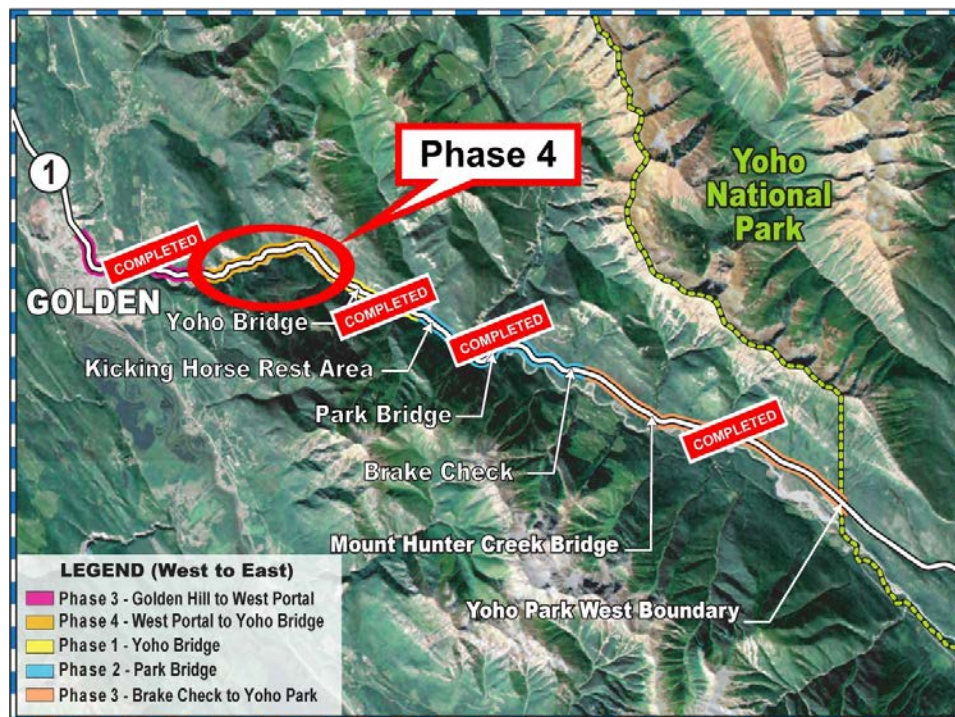 Phase 4
Yoho
National
Park
1
COMPLETED
GOLDEN
Yoho Bridge
COMPLETED
Kicking Horse Rest Area
COMPLETED
Park Bridge
Brake Check
COMPLETED
Mount Hunter Creek Bridge
Yoho Park West Boundary
LEGEND (West to East)
Phase 3 - Golden Hill to West Portal
Phase 4 - West Portal to Yoho Bridge
Phase 1 - Yoho Bridge
Phase 2 - Park Bridge
Phase 3 - Brake Check to Yoho Park